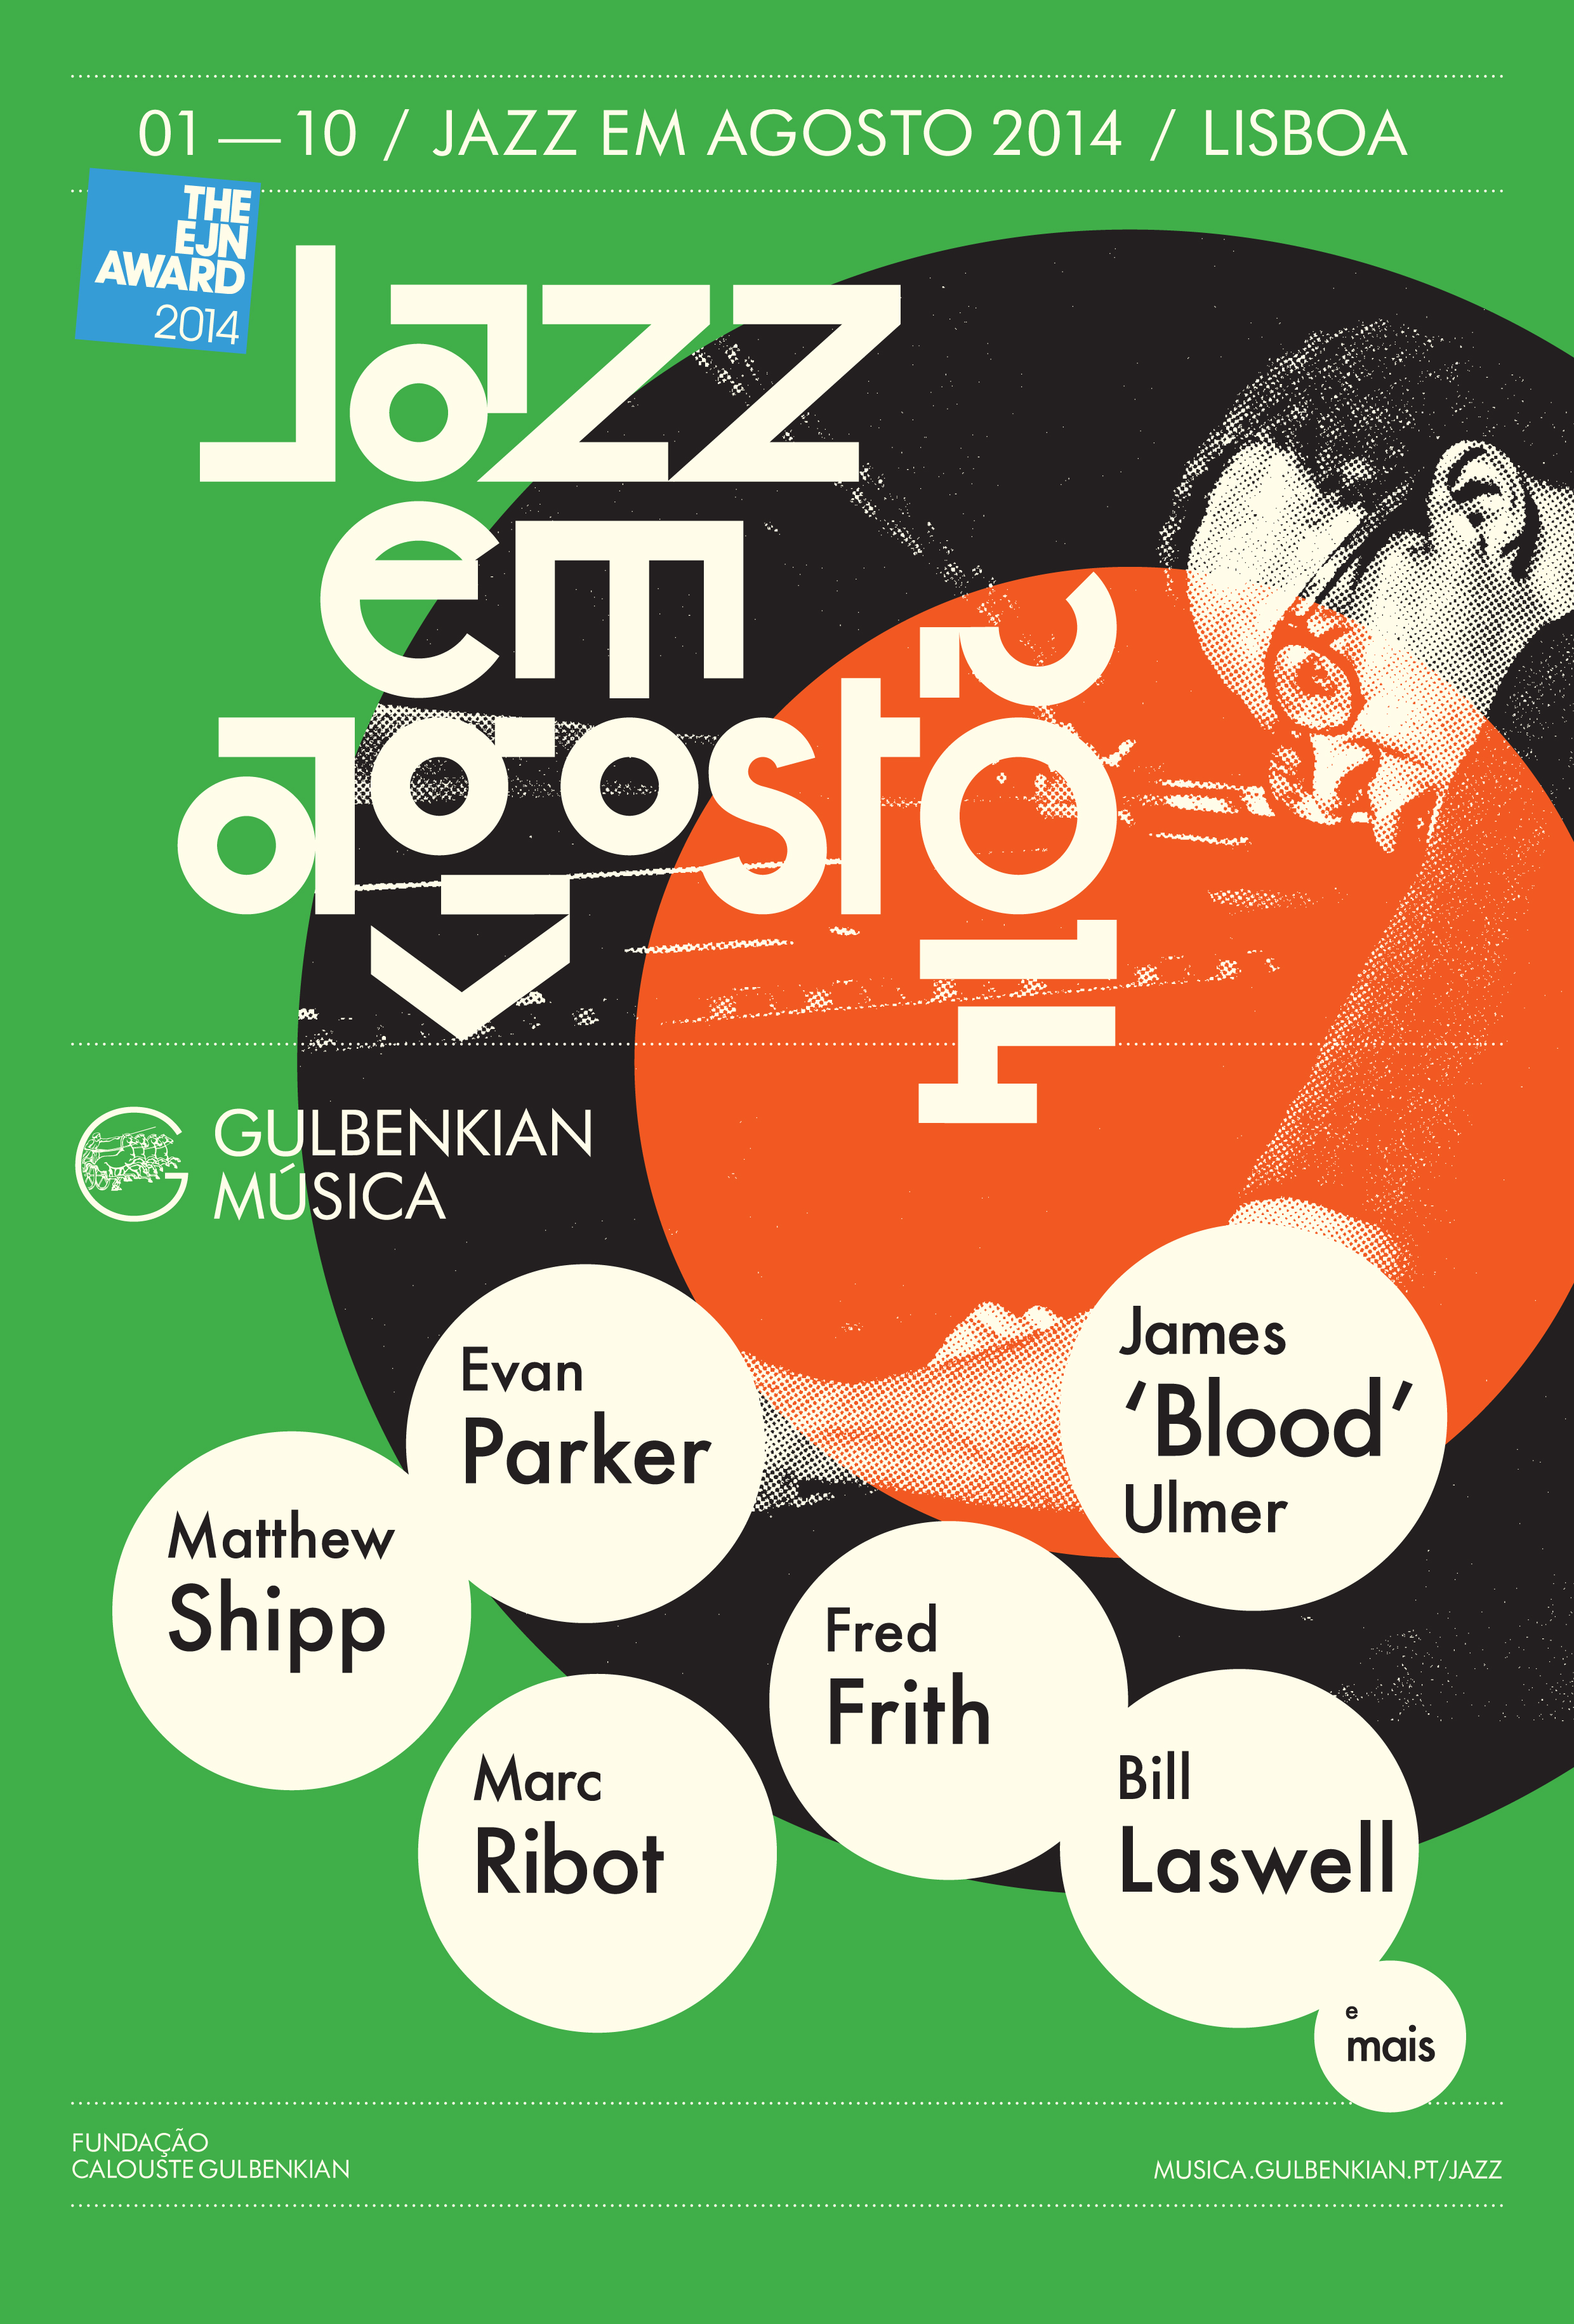 01 — 10 / JAZZ EM AGOSTO 2014 / LISBOA
THE
EJN
AWARD
2014
Jazz
em
agosto
2014
GULBENKIAN
MÚSICA
Evan
Parker
James
‘Blood’
Ulmer
Matthew
Shipp
Fred
Frith
Marc
Ribot
Bill
Laswell
e
mais
FUNDAÇÃO
CALOUSTE GULBENKIAN
MUSICA.GULBENKIAN.PT/JAZZ